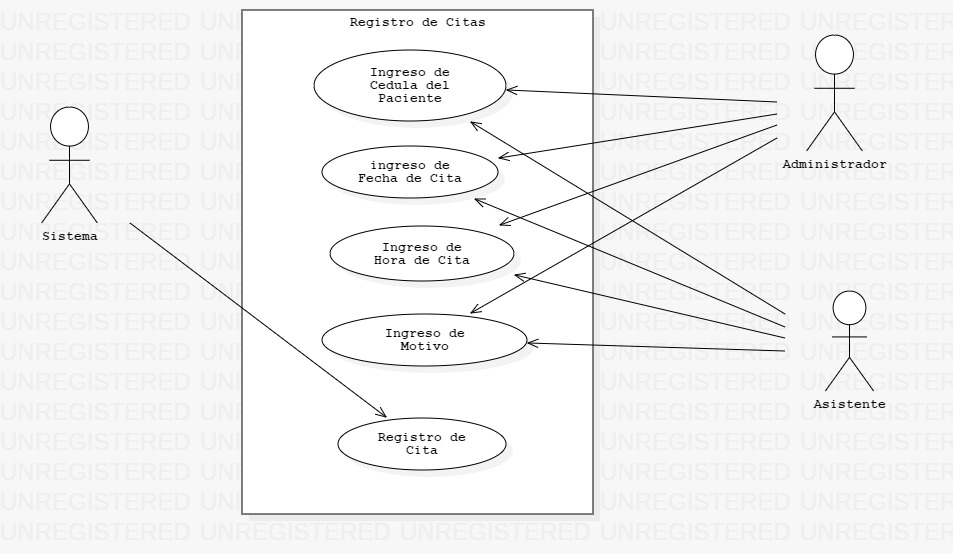 Registro de Citas
Ingreso de
Cedula del
Paciente
ingreso de
Fecha de Cita
Ingreso de
Hora de Cita
Ingreso de
Motivo
Registro de
Cita
Sistema
Administrador
Asistente
UNREGISTERED